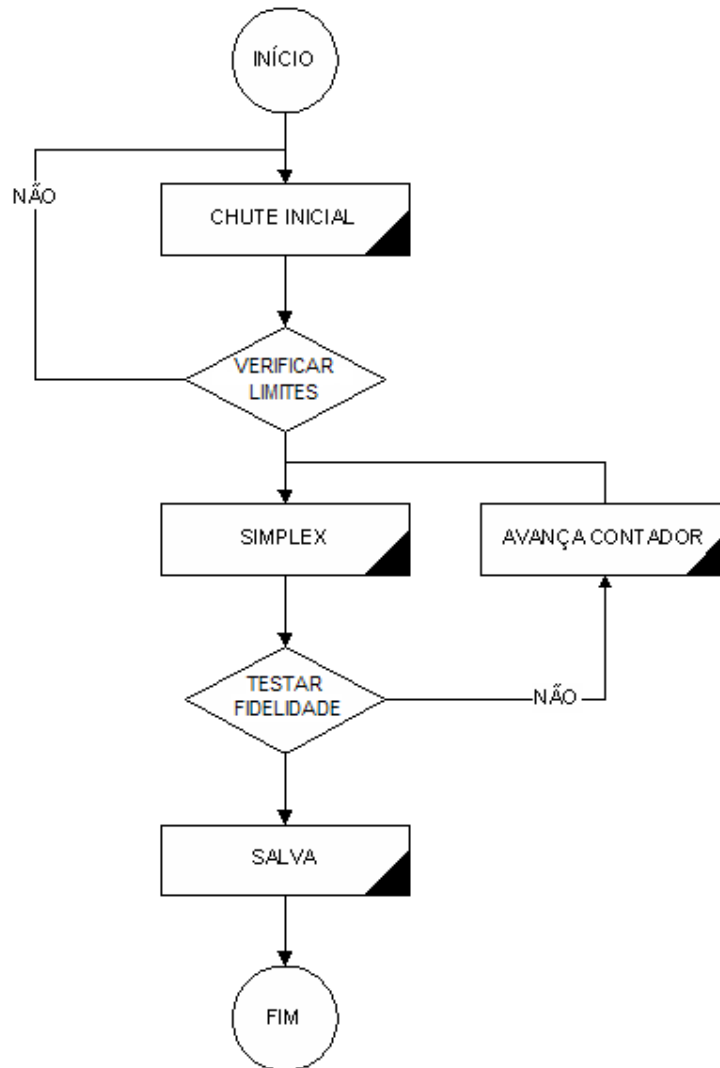 INÍCIO
NÃO
CHUTE INICIAL
VERIFICAR
LIMITES
SIMPLEX
AVANÇA CONTADOR
TESTAR
FIDELIDADE
NÃO
SALVA
FIM